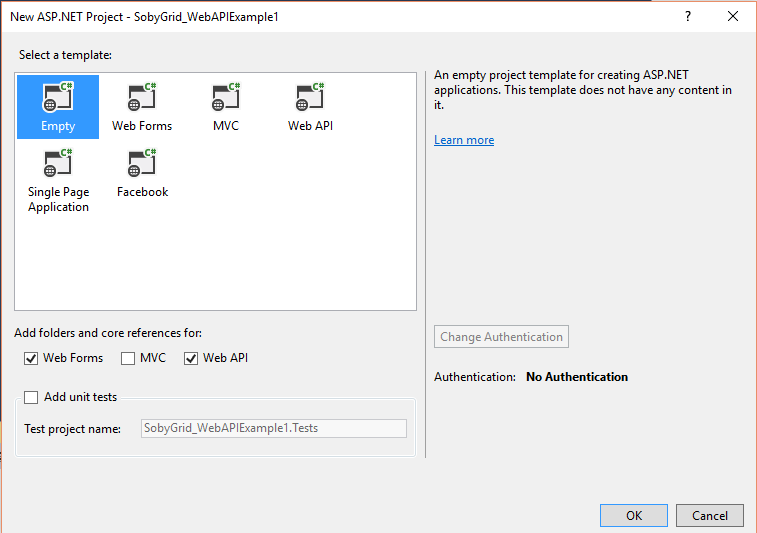 New ASP.NET Project - SobyGrid_WebAPIExample1
?
Select a template:
C# C# C# C#
Empty Web Forms MVC Web API
C# C#
Single Page Application Facebook
An empty project template for creating ASP.NET
applications. This template does not have any content in
it.
Learn more
Add folders and core references for:
Web Forms MVC Web API
Add unit tests
Test project name: SobyGrid_WebAPIExample1.Tests
Change Authentication
Authentication: No Authentication
OK Cancel